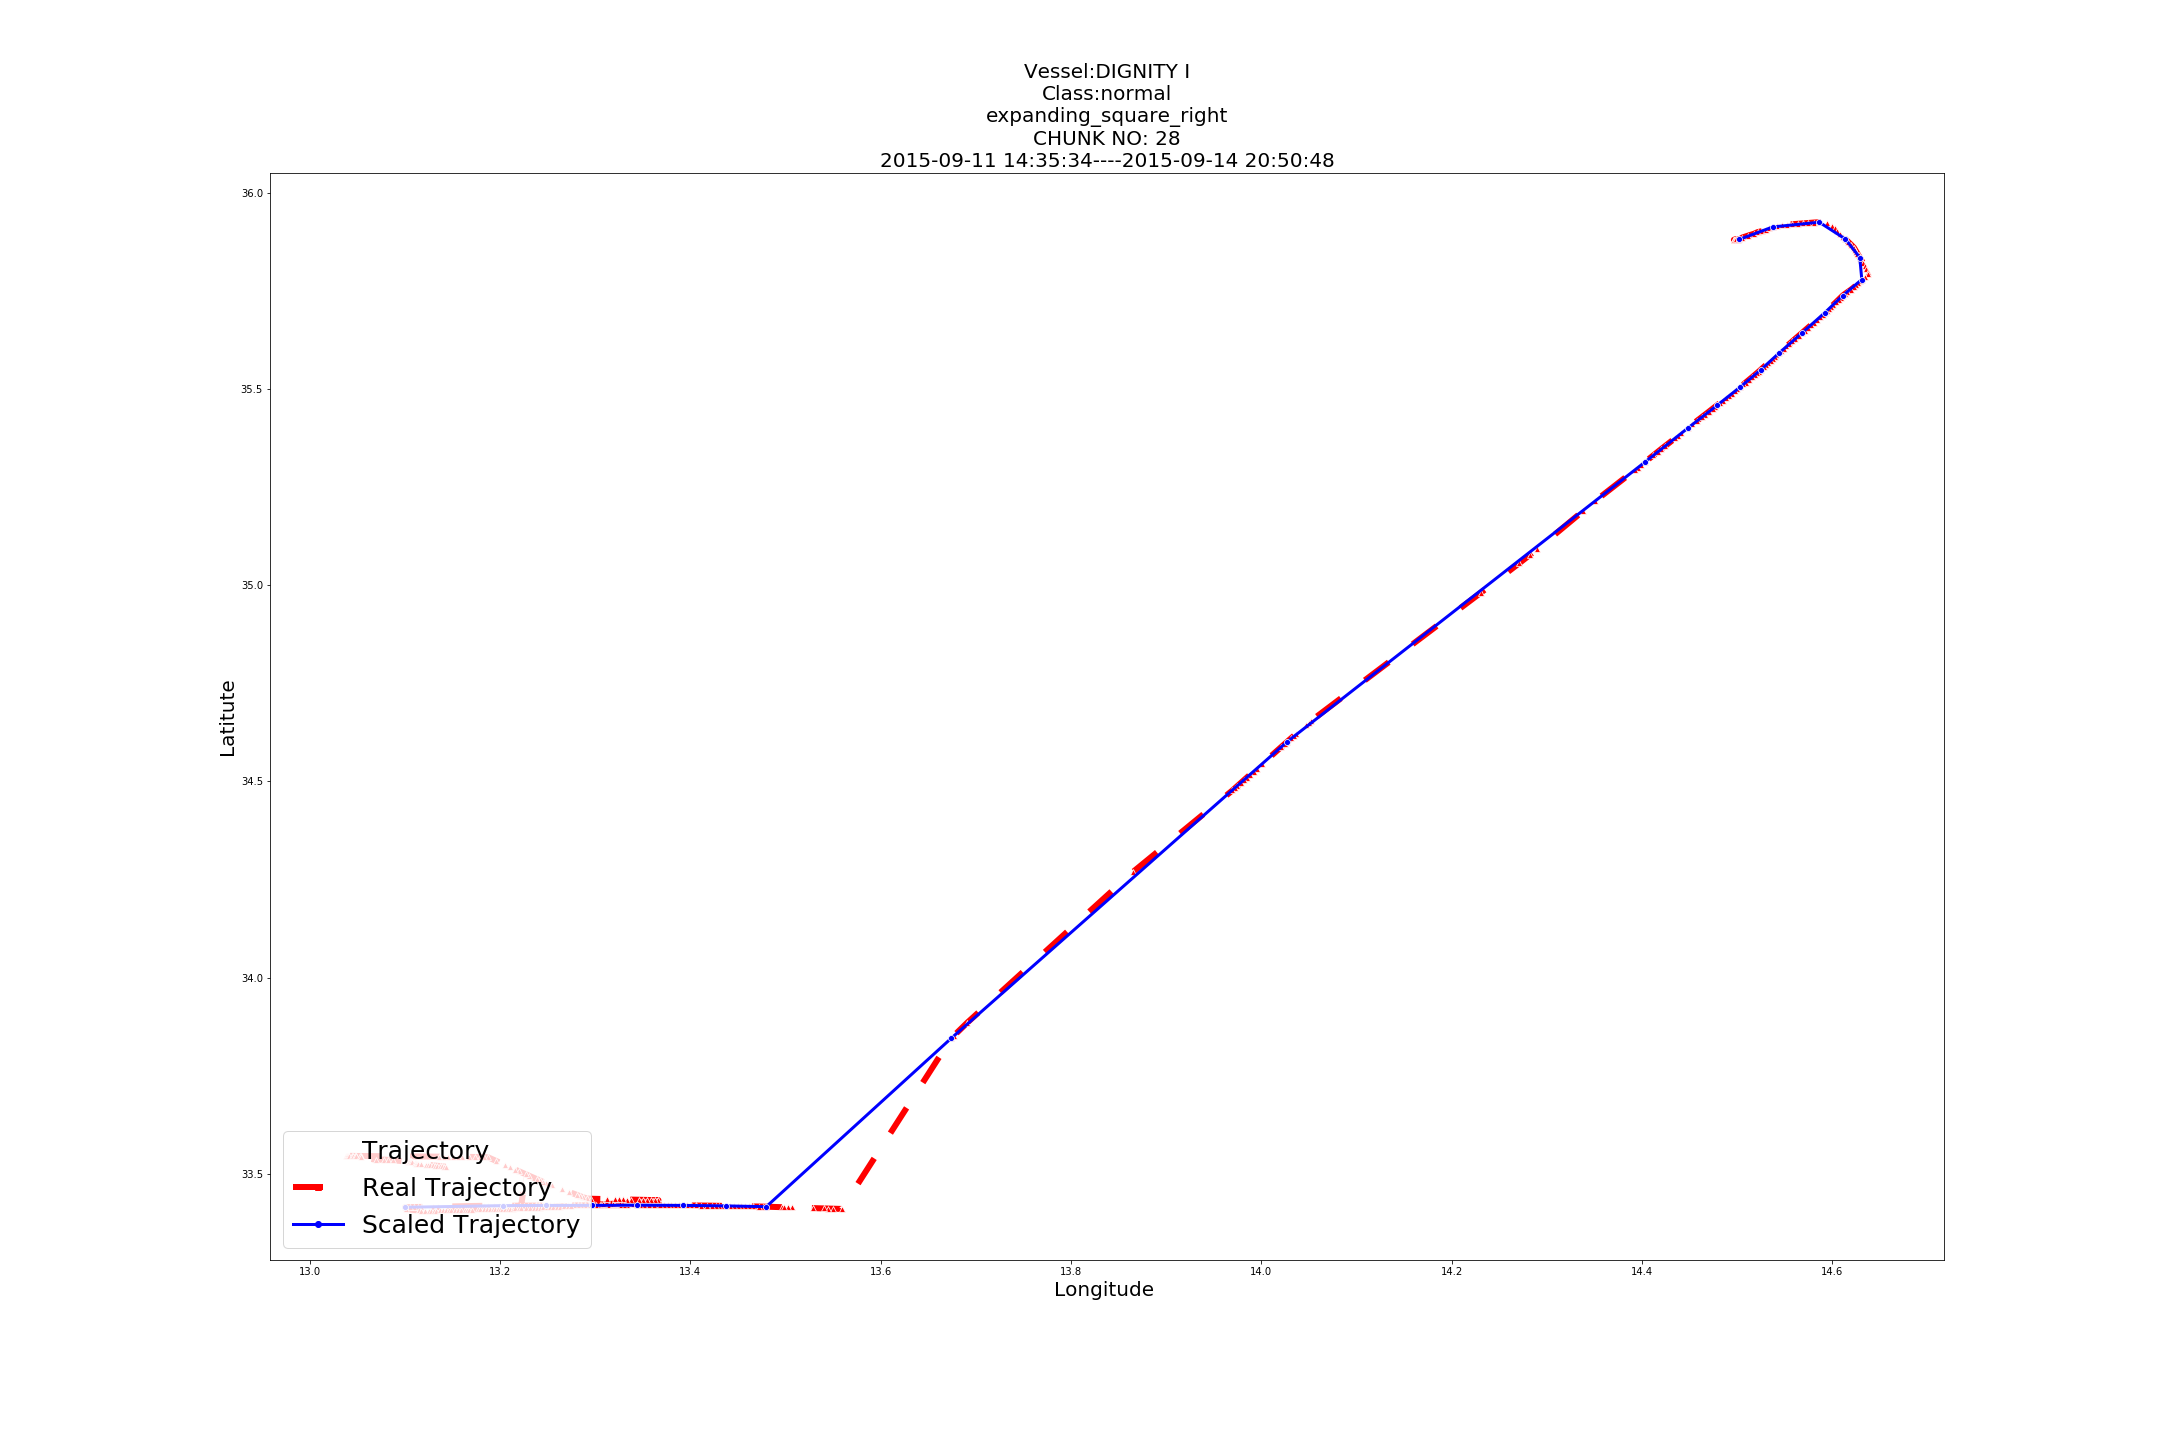 Vessel:DIGNITY I
Class:normal
expanding_square_right
CHUNK NO: 28
2015-09-11 14:35:34----2015-09-14 20:50:48
36.0
35.5
35.0
34.5
34.0
33.5
Latitute
Trajectory
Real Trajectory
Scaled Trajectory
13.0 13.2 13.4 13.6 13.8 14.0 14.2 14.4 14.6
Longitude